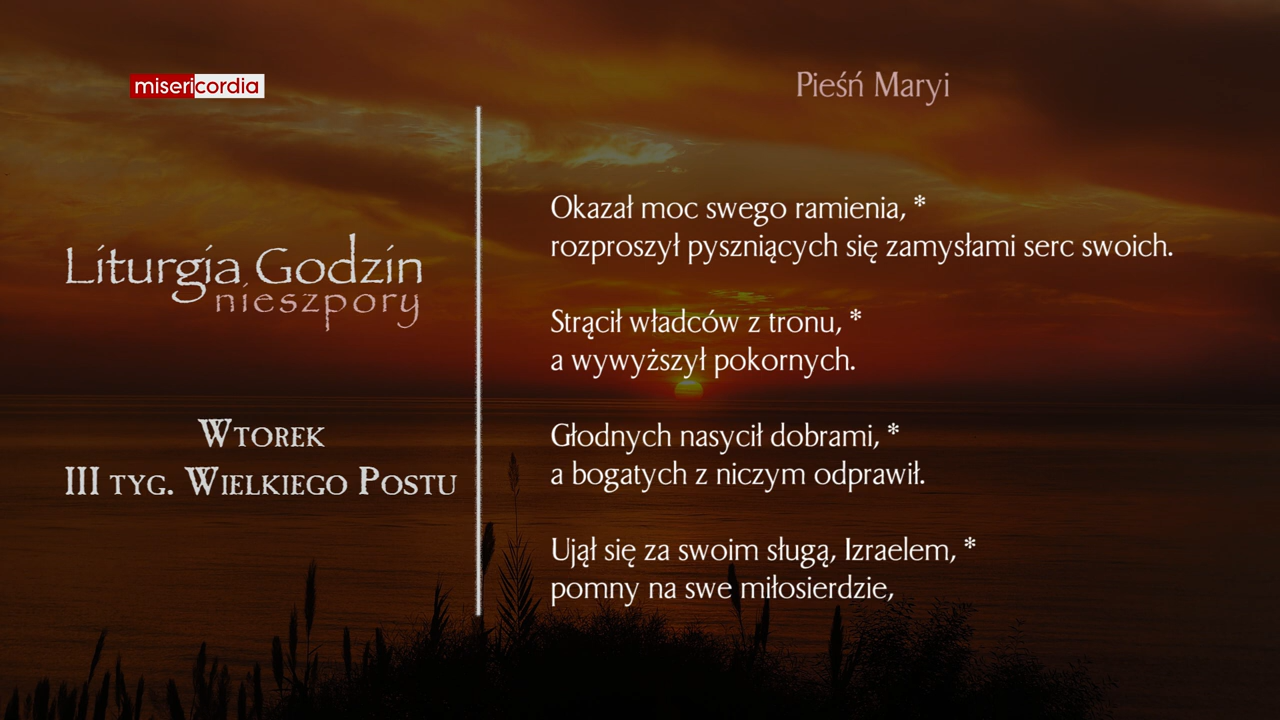 misericordia
Liturgia Godzin
nieszpory
Wtorek
III tyg. Wielkiego Postu
Pieśń Maryi
Okazał moc swego ramienia, *
rozproszył pyszniących się zamysłami serc swoich.
Strącił władców z tronu, *
a wywyższył pokornych.
Głodnych nasycił dobrami, *
a bogatych z niczym odprawił.
Ujął się za swoim sługą, Izraelem, *
pomny na swe miłosierdzie,